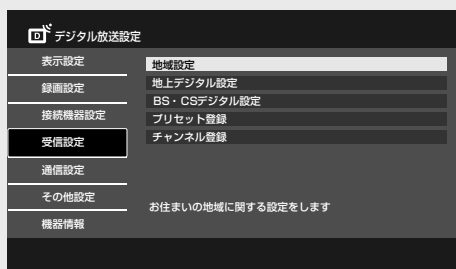 D デジタル放送設定
表示設定
録画設定
接続機器設定
受信設定
通信設定
その他設定
機器情報
地域設定
地上デジタル設定
BS・CSデジタル設定
プリセット登録
チャンネル登録
お住まいの地域に関する設定をします